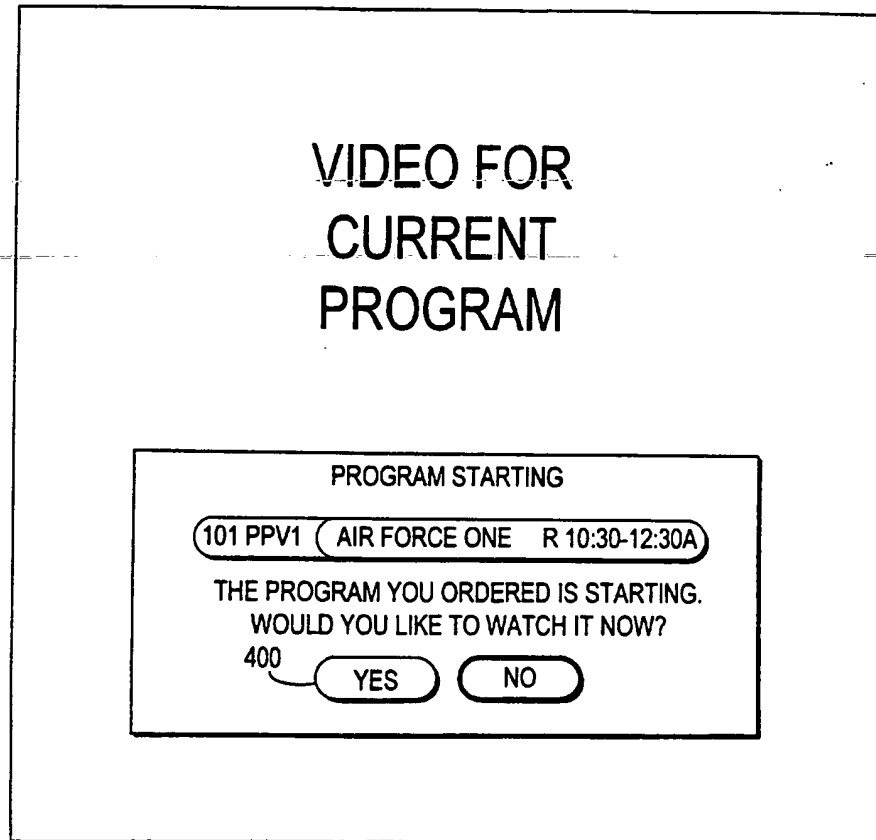 VIDEO FOR
CURRENT
PROGRAM
PROGRAM STARTING
101 PPV1 AIR FORCE ONE R 10:30-12:30A
THE PROGRAM YOU ORDERED IS STARTING.
WOULD YOU LIKE TO WATCH IT NOW?
400 YES NO